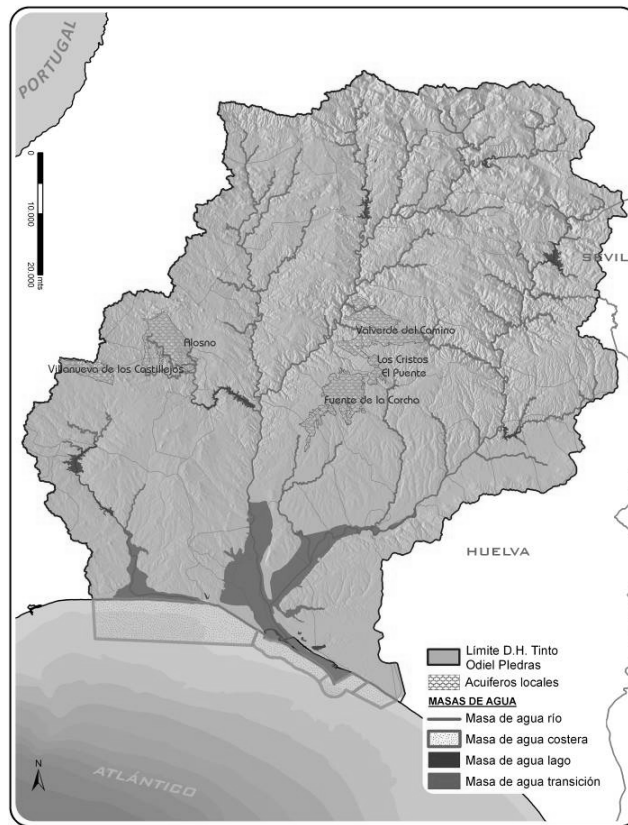 PORTUGAL
0
10.000
20.000 mts
SEVIL
Alosno
Valverde del Camino
Villanueva de los Castillejos
Los Cristos
El Puente
Fuente de la Corcha
HUELVA
Límite D.H. Tinto
Odiel Piedras
Acuiferos locales
MASAS DE AGUA
Masa de agua río
Masa de agua costera
Masa de agua lago
Masa de agua transición
N
ATLÁNTICO